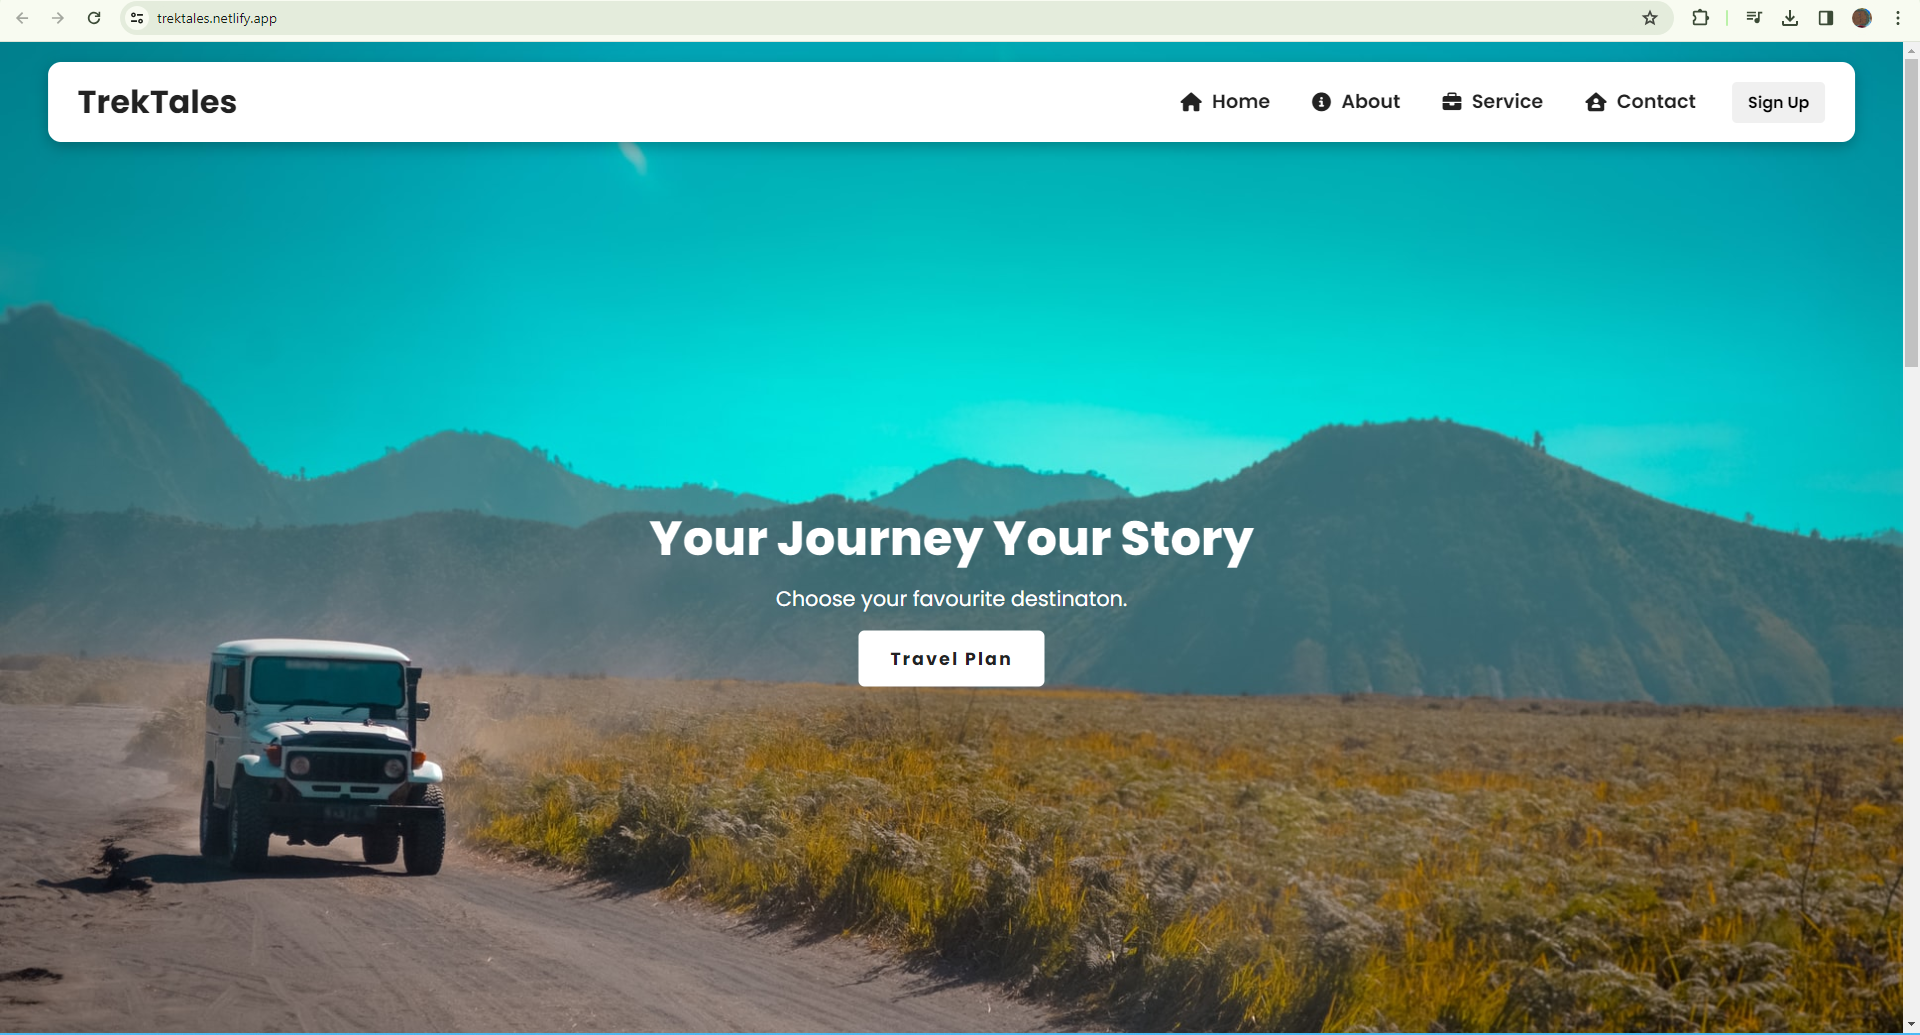 trektales.netlify.app
TrekTales
Home About Service Contact Sign Up
Your Journey Your Story
Choose your favourite destinaton.
Travel Plan